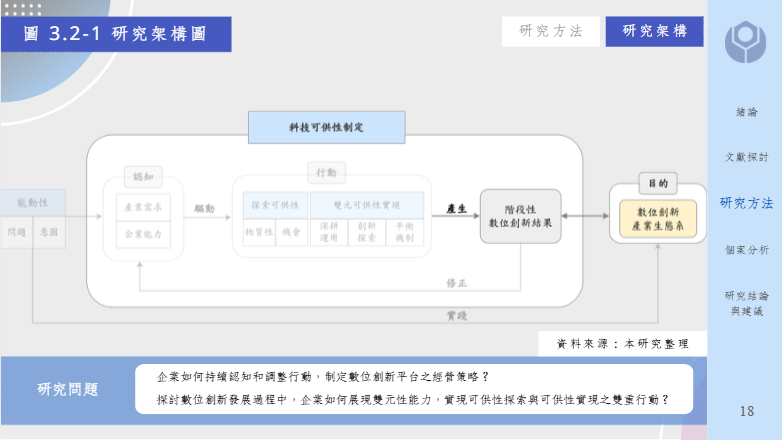 圖 3.2-1 研究架構圖
研究方法
研究架構
緒論
文獻探討
研究方法
個案分析
研究結論
與建議
科技可供性制定
認知
產業需求
企業能力
驅動
行動
探索可供性
雙元可供性實現
物質性
機會
深耕
運用
創新
探索
平衡
機制
產生
階段性
數位創新結果
目的
數位創新
產業生態系
能動性
問題
意圖
修正
實踐
資料來源：本研究整理
研究問題
企業如何持續認知和調整行動，制定數位創新平台之經營策略？
探討數位創新發展過程中，企業如何展現雙元性能力，實現可供性探索與可供性實現之雙重行動？
18